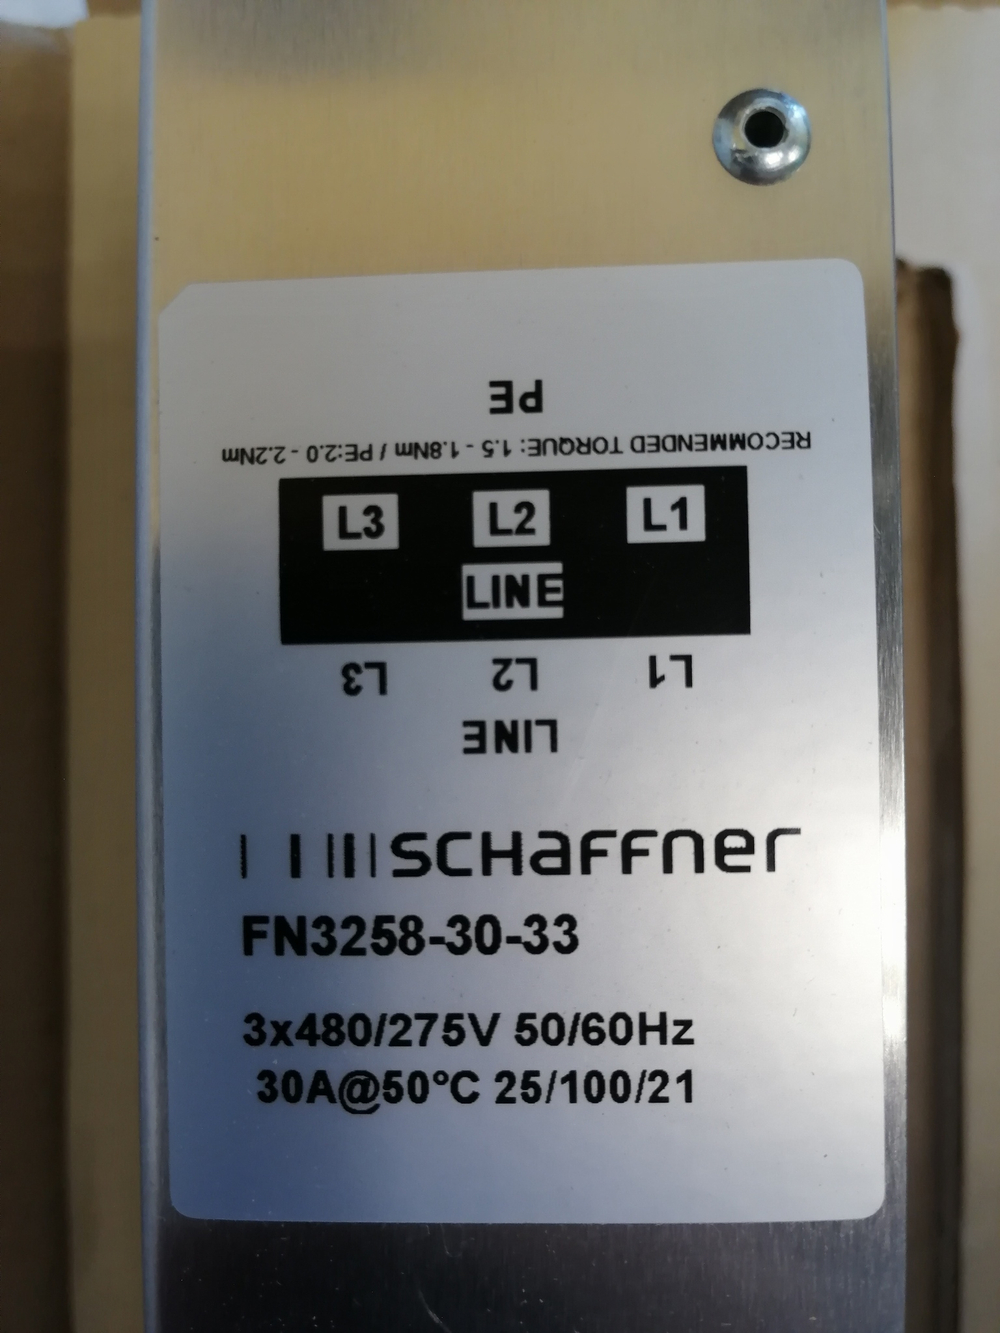 PE
RECOMMENDED TORQUE: 1.5 - 1.8Nm / PE:2.0 - 2.2Nm
L3 L2 L1
LINE
L3 L2 L1
LINE
SCHAFFNER
FN3258-30-33
3x480/275V 50/60Hz
30A@50°C 25/100/21